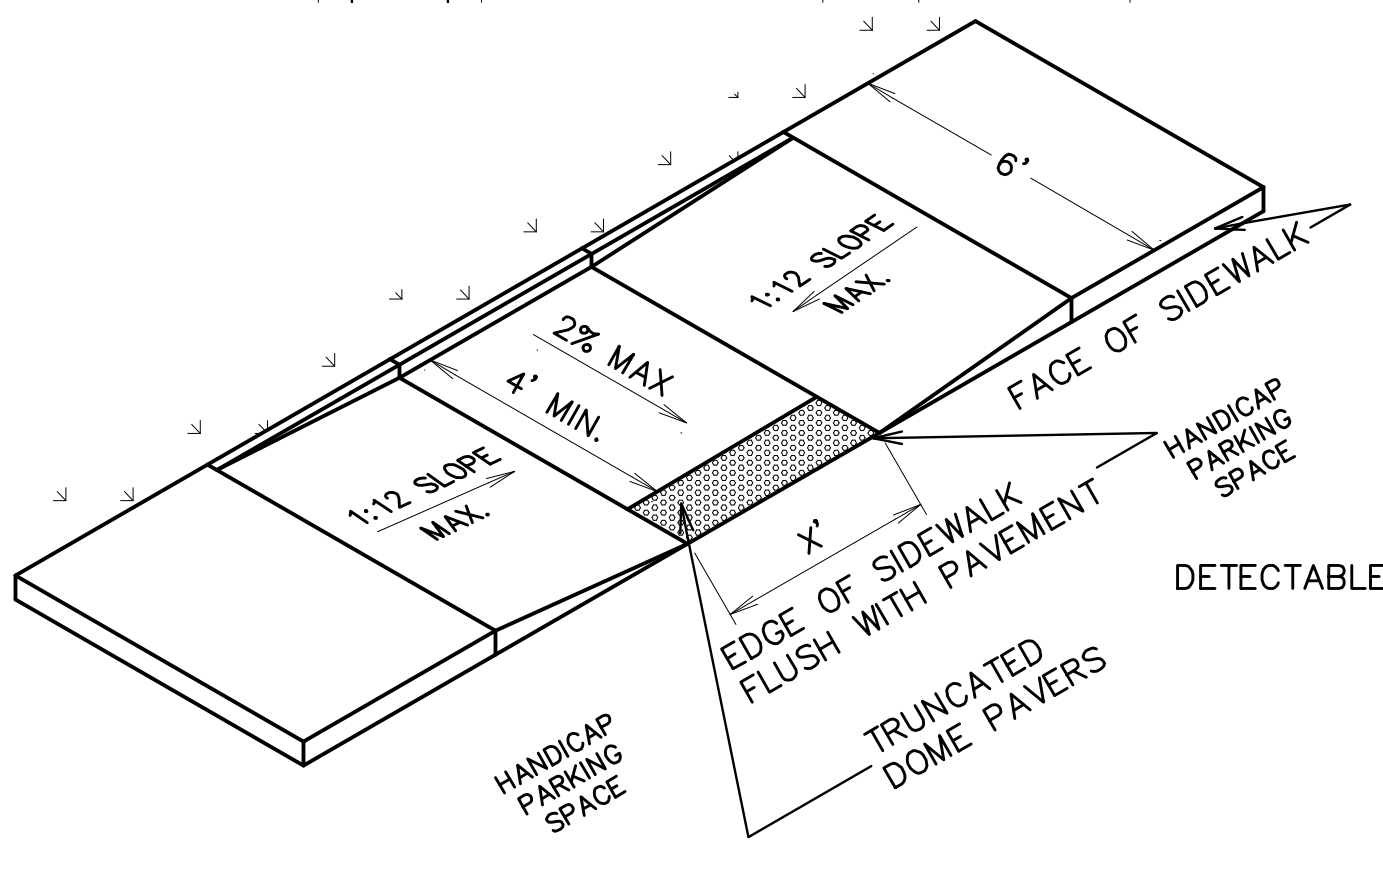 6'
1:12 SLOPE
MAX.
FACE OF SIDEWALK
2% MAX
4' MIN.
HANDICAP
PARKING
SPACE
1:12 SLOPE
MAX.
X'
EDGE OF SIDEWALK
FLUSH WITH PAVEMENT
DETECTABLE
TRUNCATED
DOME PAVERS
HANDICAP
PARKING
SPACE